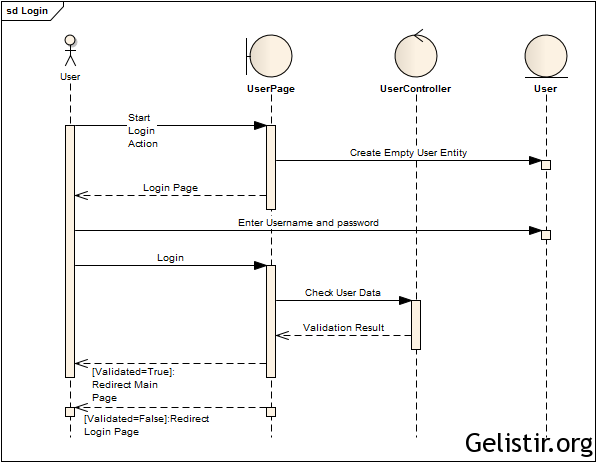 sd Login
User
UserPage
UserController
User
Start
Login
Action
Create Empty User Entity
Login Page
Enter Username and password
Login
Check User Data
Validation Result
[Validated=True]:
Redirect Main
Page
[Validated=False]:Redirect
Login Page
Gelistir.org